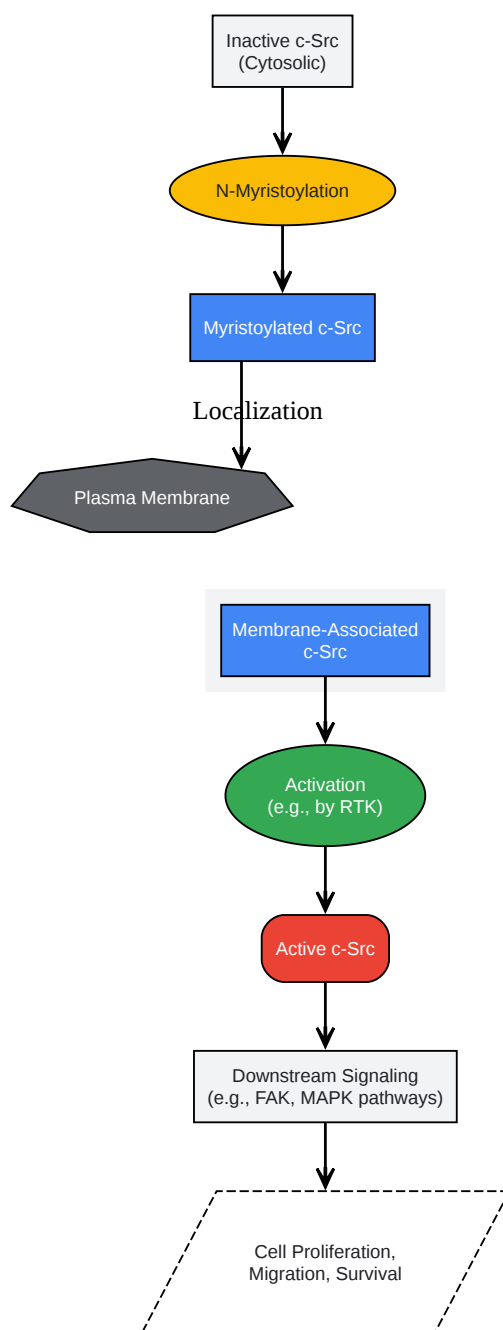 Inactive c-Src
(Cytosolic)
N-Myristoylation
Myristoylated c-Src
Localization
Plasma Membrane
Membrane-Associated
c-Src
Activation
(e.g., by RTK)
Active c-Src
Downstream Signaling
(e.g., FAK, MAPK pathways)
Cell Proliferation,
Migration, Survival